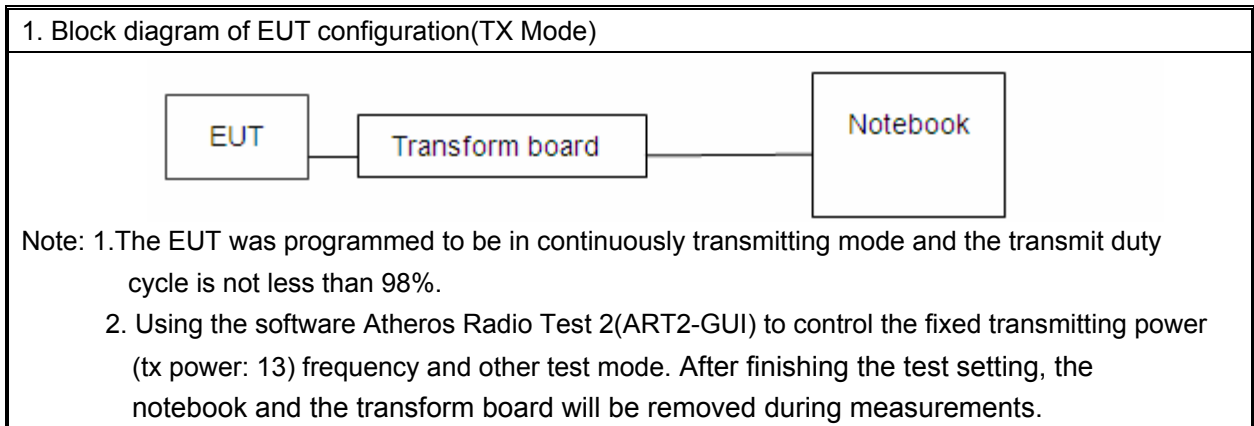 1. Block diagram of EUT configuration(TX Mode)
EUT
Transform board
Notebook
Note: 1.The EUT was programmed to be in continuously transmitting mode and the transmit duty
cycle is not less than 98%.
2. Using the software Atheros Radio Test 2(ART2-GUI) to control the fixed transmitting power
(tx power: 13) frequency and other test mode. After finishing the test setting, the
notebook and the transform board will be removed during measurements.